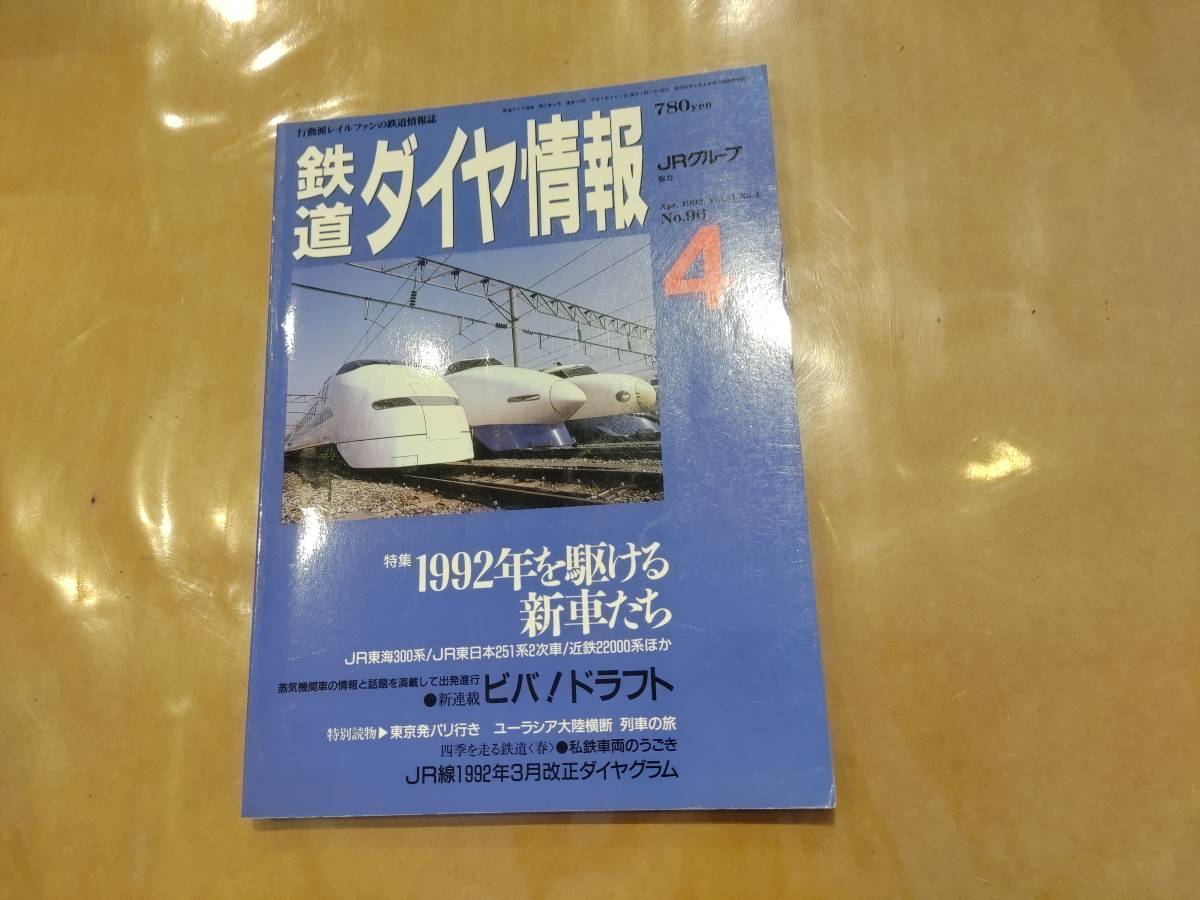 行動派レイルファンの鉄道情報誌
780yen
鉄道ダイヤ情報
JRグループ
協力
Apr. 1992. Vol.21 No.4
No.96
4
特集 1992年を駆ける
新車たち
JR東海300系/JR東日本251系2次車/近鉄22000系ほか
蒸気機関車の情報と話題を満載して出発進行
●新連載 ビバ!ドラフト
特別読物▶東京発パリ行き ユーラシア大陸横断 列車の旅
四季を走る鉄道〈春〉●私鉄車両のうごき
JR線1992年3月改正ダイヤグラム